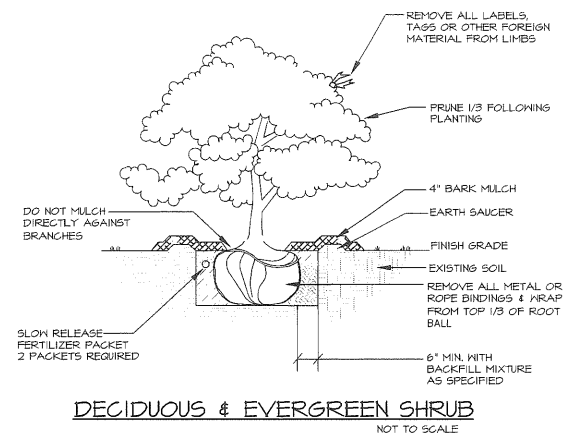 REMOVE ALL LABELS,
TAGS OR OTHER FOREIGN
MATERIAL FROM LIMBS
PRUNE 1/3 FOLLOWING
PLANTING
4" BARK MULCH
DO NOT MULCH
DIRECTLY AGAINST
BRANCHES
EARTH SAUCER
FINISH GRADE
EXISTING SOIL
REMOVE ALL METAL OR
ROPE BINDINGS & WRAP
FROM TOP 1/3 OF ROOT
BALL
SLOW RELEASE
FERTILIZER PACKET
2 PACKETS REQUIRED
6" MIN. WITH
BACKFILL MIXTURE
AS SPECIFIED
DECIDUOUS & EVERGREEN SHRUB
NOT TO SCALE